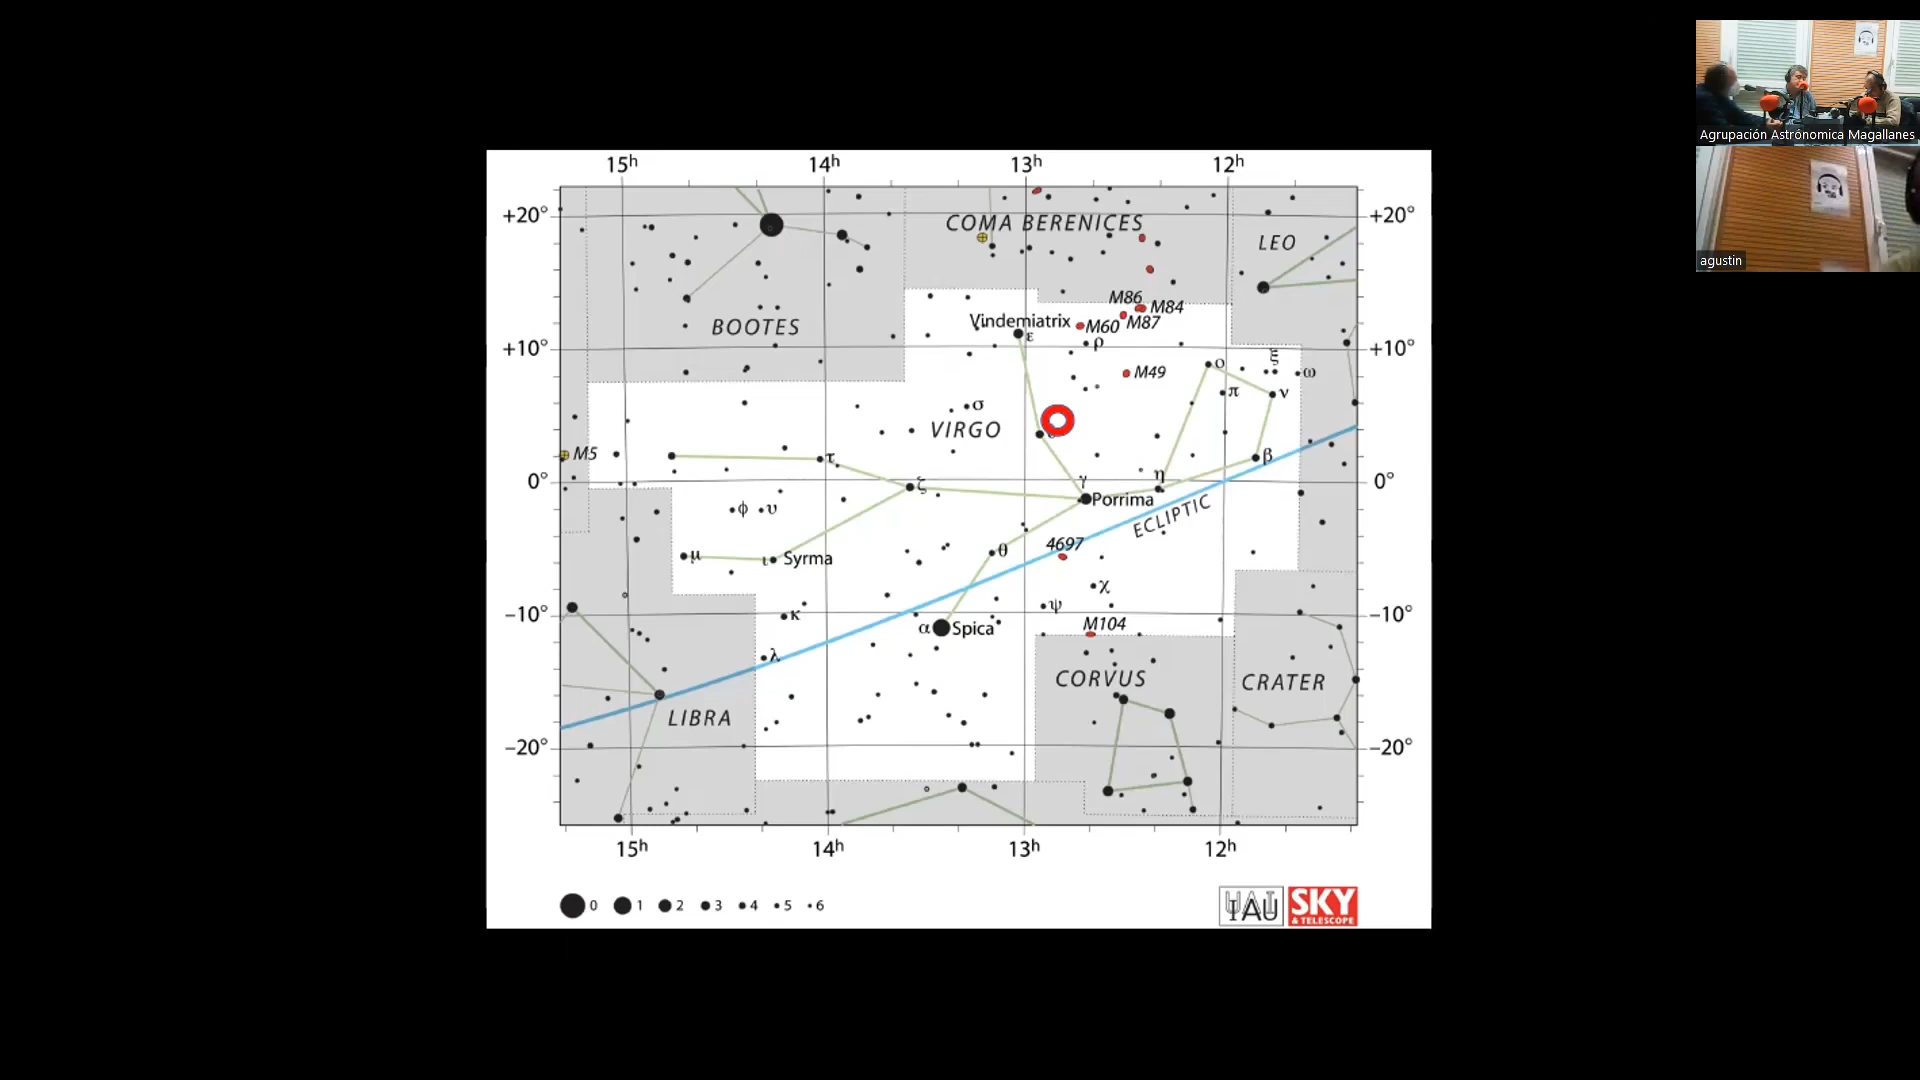 15h 14h 13h 12h
+20° +20°
COMA BERENICES
LEO
M86 M84
BOOTES
Vindemiatrix M60 M87
ε ρ
+10° +10°
ξ
ο
M49 ω
π ν
σ
VIRGO
M5 τ β
0° ζ γ η 0°
Porrima
ϕ υ ECLIPTIC
4697
μ ι Syrma θ
χ
ψ
−10° κ −10°
α Spica M104
λ
CORVUS CRATER
LIBRA
−20° −20°
15h 14h 13h 12h
0 1 2 3 4 5 6
IAU
SKY
& TELESCOPE
Agrupación Astrónomica Magallanes
agustin